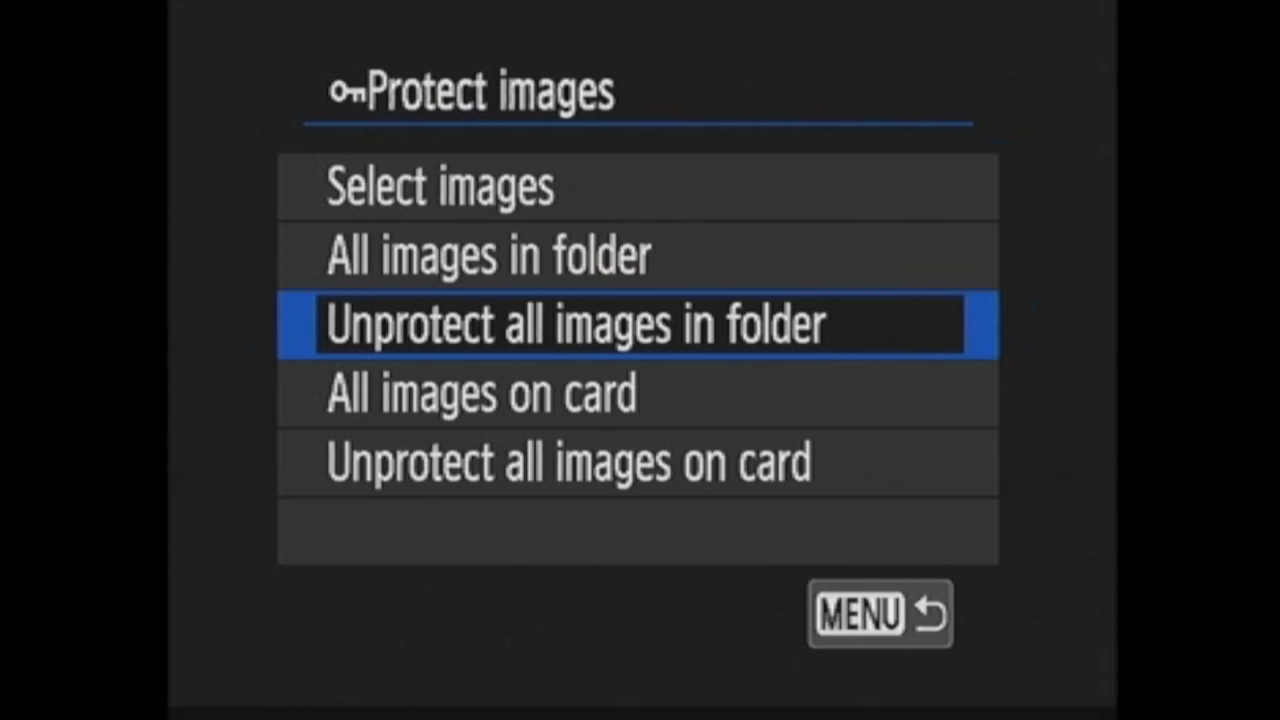 Protect images
Select images
All images in folder
Unprotect all images in folder
All images on card
Unprotect all images on card
MENU